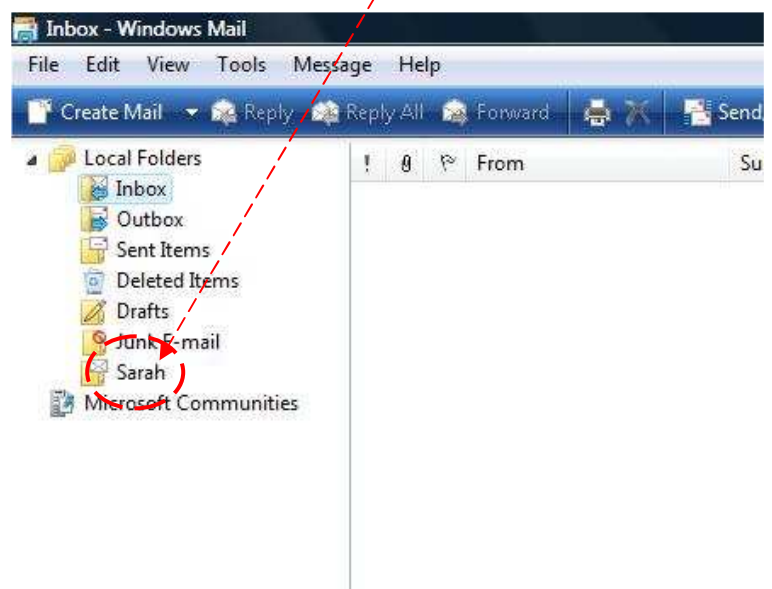 Inbox - Windows Mail
File Edit View Tools Message Help
Create Mail Reply Reply All Forward Send/
Local Folders ! From Su
Inbox
Outbox
Sent Items
Deleted Items
Drafts
Junk E-mail
Sarah
Microsoft Communities